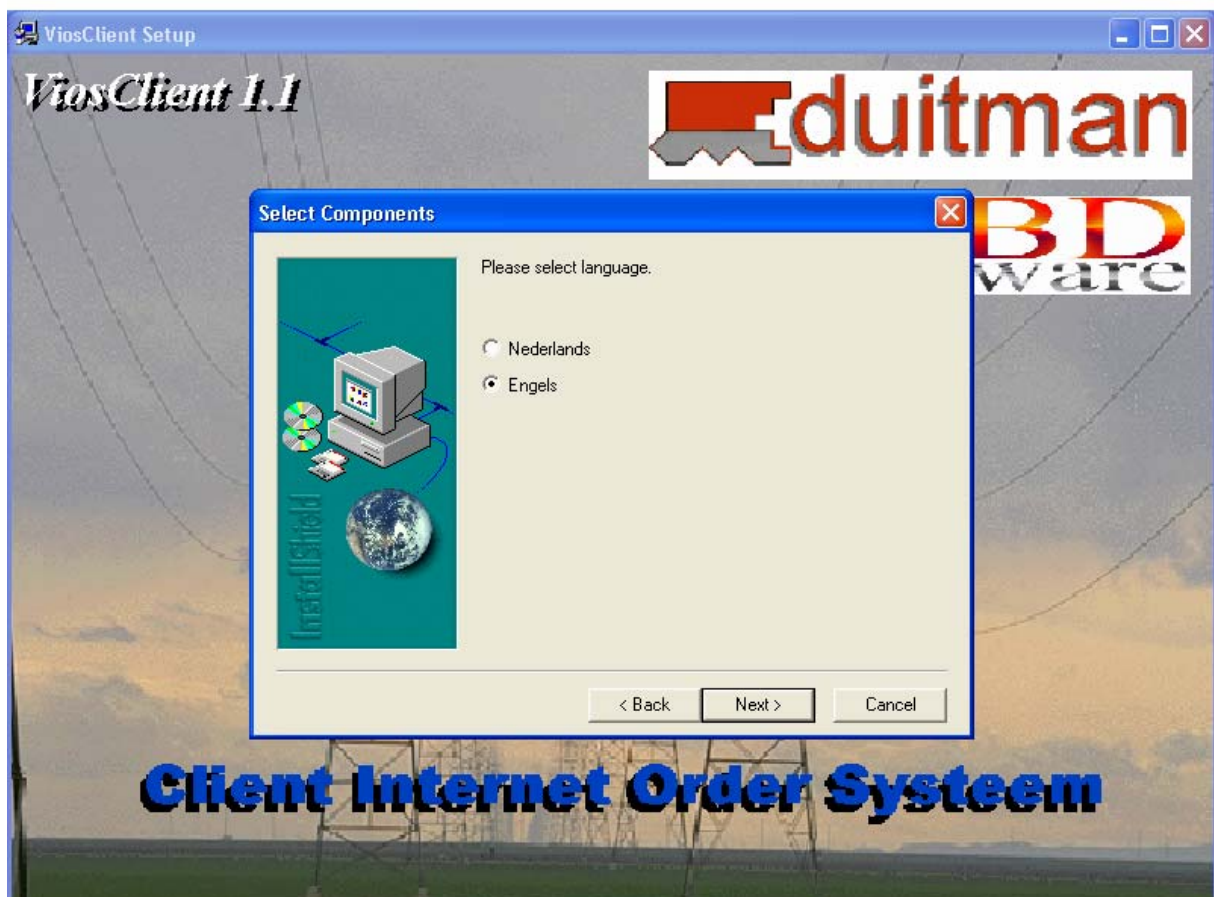 ViosClient Setup
ViosClient 1.1
duitman
Select Components
BD
ware
Please select language.
Nederlands
Engels
InstallShield
< Back
Next >
Cancel
Client Internet Order Systeem